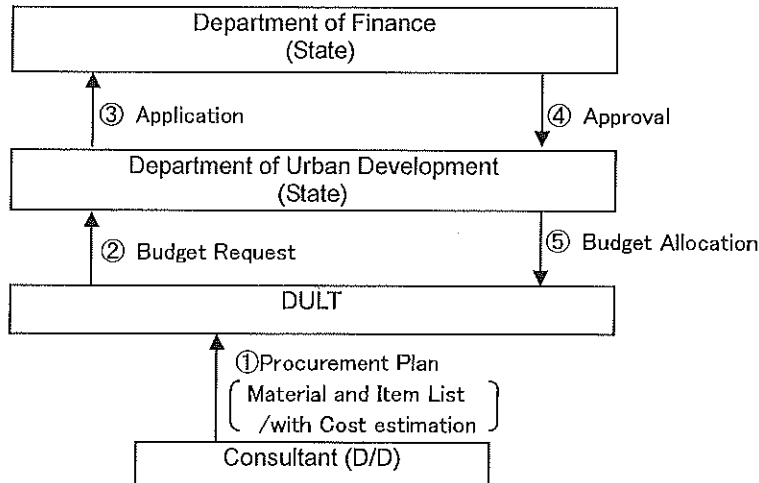 Department of Finance
(State)
③ Application
④ Approval
Department of Urban Development
(State)
② Budget Request
⑤ Budget Allocation
DULT
①Procurement Plan
Material and Item List
/with Cost estimation
Consultant (D/D)